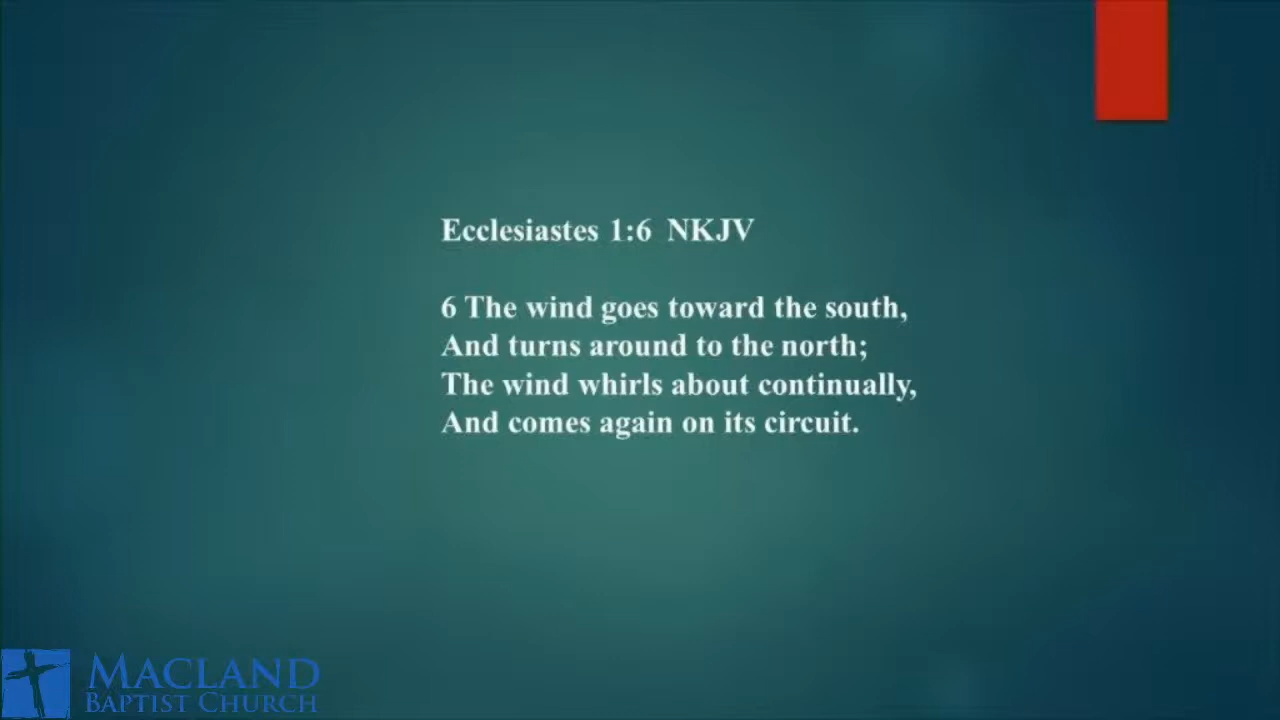 Ecclesiastes 1:6 NKJV
6 The wind goes toward the south,
And turns around to the north;
The wind whirls about continually,
And comes again on its circuit.
MACLAND
BAPTIST CHURCH